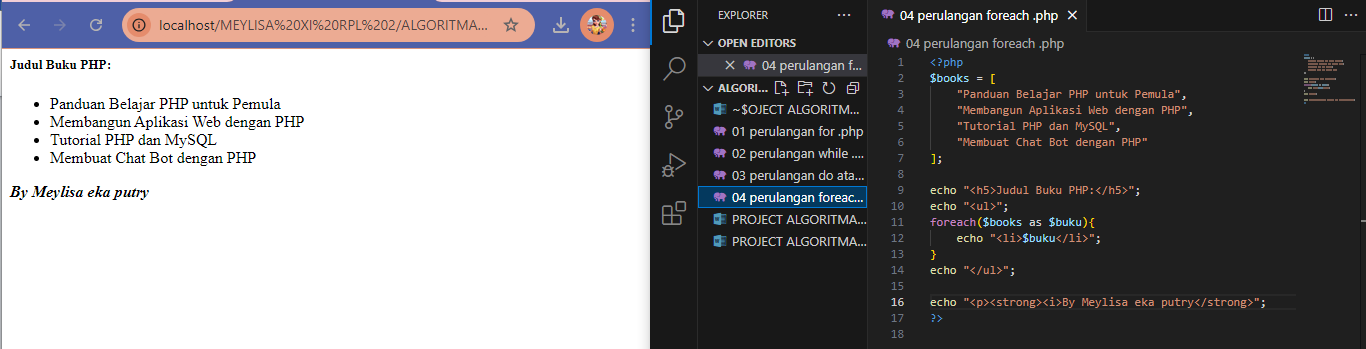 localhost/MEYLISA%20XI%20RPL%202/ALGORITMA...
Judul Buku PHP:
• Panduan Belajar PHP untuk Pemula
• Membangun Aplikasi Web dengan PHP
• Tutorial PHP dan MySQL
• Membuat Chat Bot dengan PHP
By Meylisa eka putry
EXPLORER ...
OPEN EDITORS
04 perulangan f...
ALGORI...
~$OJECT ALGORITM...
01 perulangan for .php
02 perulangan while ....
03 perulangan do ata...
04 perulangan foreac...
PROJECT ALGORITMA...
PROJECT ALGORITMA...
04 perulangan foreach .php
04 perulangan foreach .php
1 <?php
2 $books = [
3 "Panduan Belajar PHP untuk Pemula",
4 "Membangun Aplikasi Web dengan PHP",
5 "Tutorial PHP dan MySQL",
6 "Membuat Chat Bot dengan PHP"
7 ];
8
9 echo "<h5>Judul Buku PHP:</h5>";
10 echo "<ul>";
11 foreach($books as $buku){
12 echo "<li>$buku</li>";
13 }
14 echo "</ul>";
15
16 echo "<p><strong><i>By Meylisa eka putry</strong>";
17 ?>
18